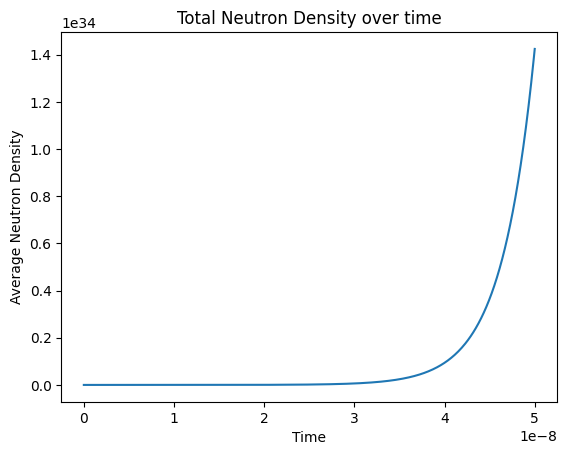 Total Neutron Density over time
1e34
1.4
1.2
1.0
0.8
0.6
0.4
0.2
0.0
Average Neutron Density
0 1 2 3 4 5
1e−8
Time